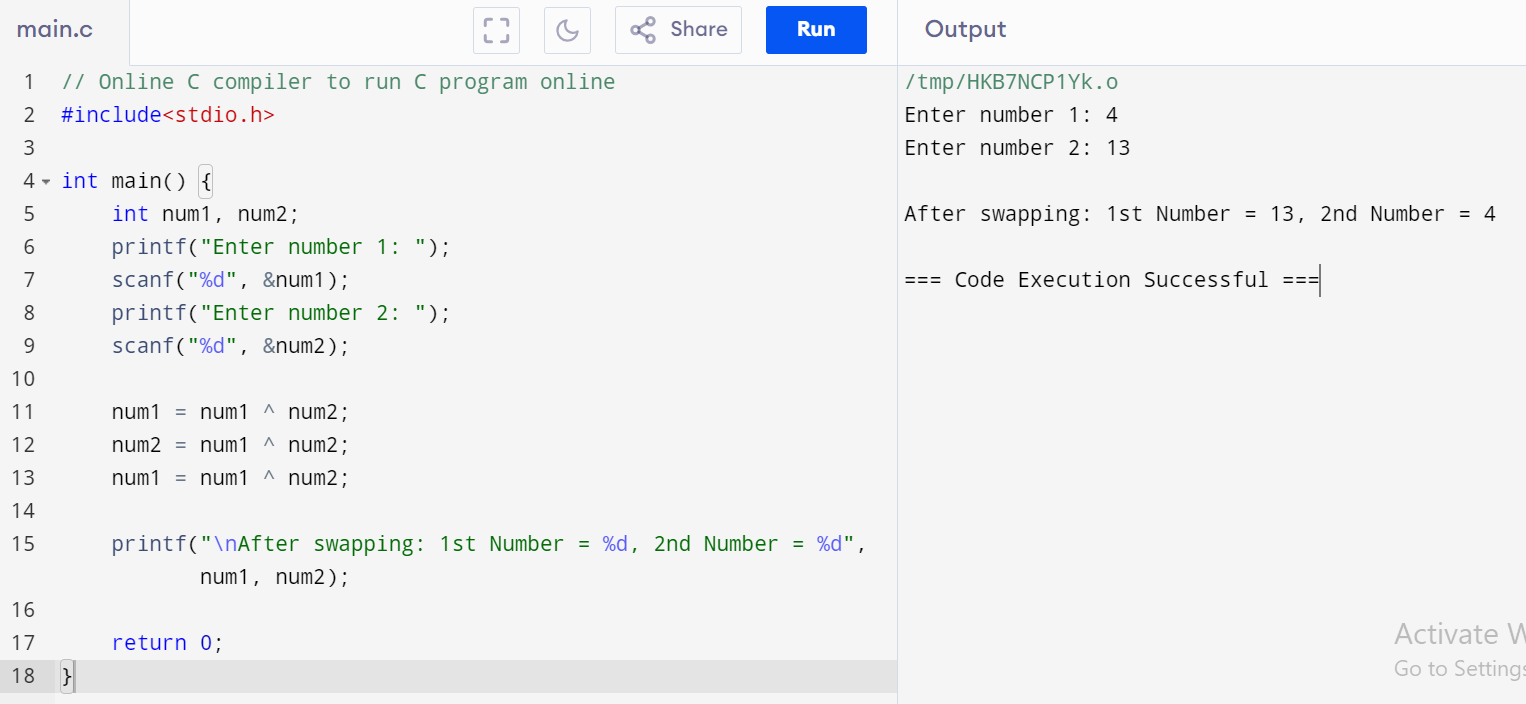 main.c
Share
Run
Output
1 // Online C compiler to run C program online
2 #include<stdio.h>
3
4 int main() {
5     int num1, num2;
6     printf("Enter number 1: ");
7     scanf("%d", &num1);
8     printf("Enter number 2: ");
9     scanf("%d", &num2);
10
11     num1 = num1 ^ num2;
12     num2 = num1 ^ num2;
13     num1 = num1 ^ num2;
14
15     printf("\nAfter swapping: 1st Number = %d, 2nd Number = %d",
            num1, num2);
16
17     return 0;
18 }
/tmp/HKB7NCP1Yk.o
Enter number 1: 4
Enter number 2: 13
After swapping: 1st Number = 13, 2nd Number = 4
=== Code Execution Successful ===
Activate W
Go to Settings